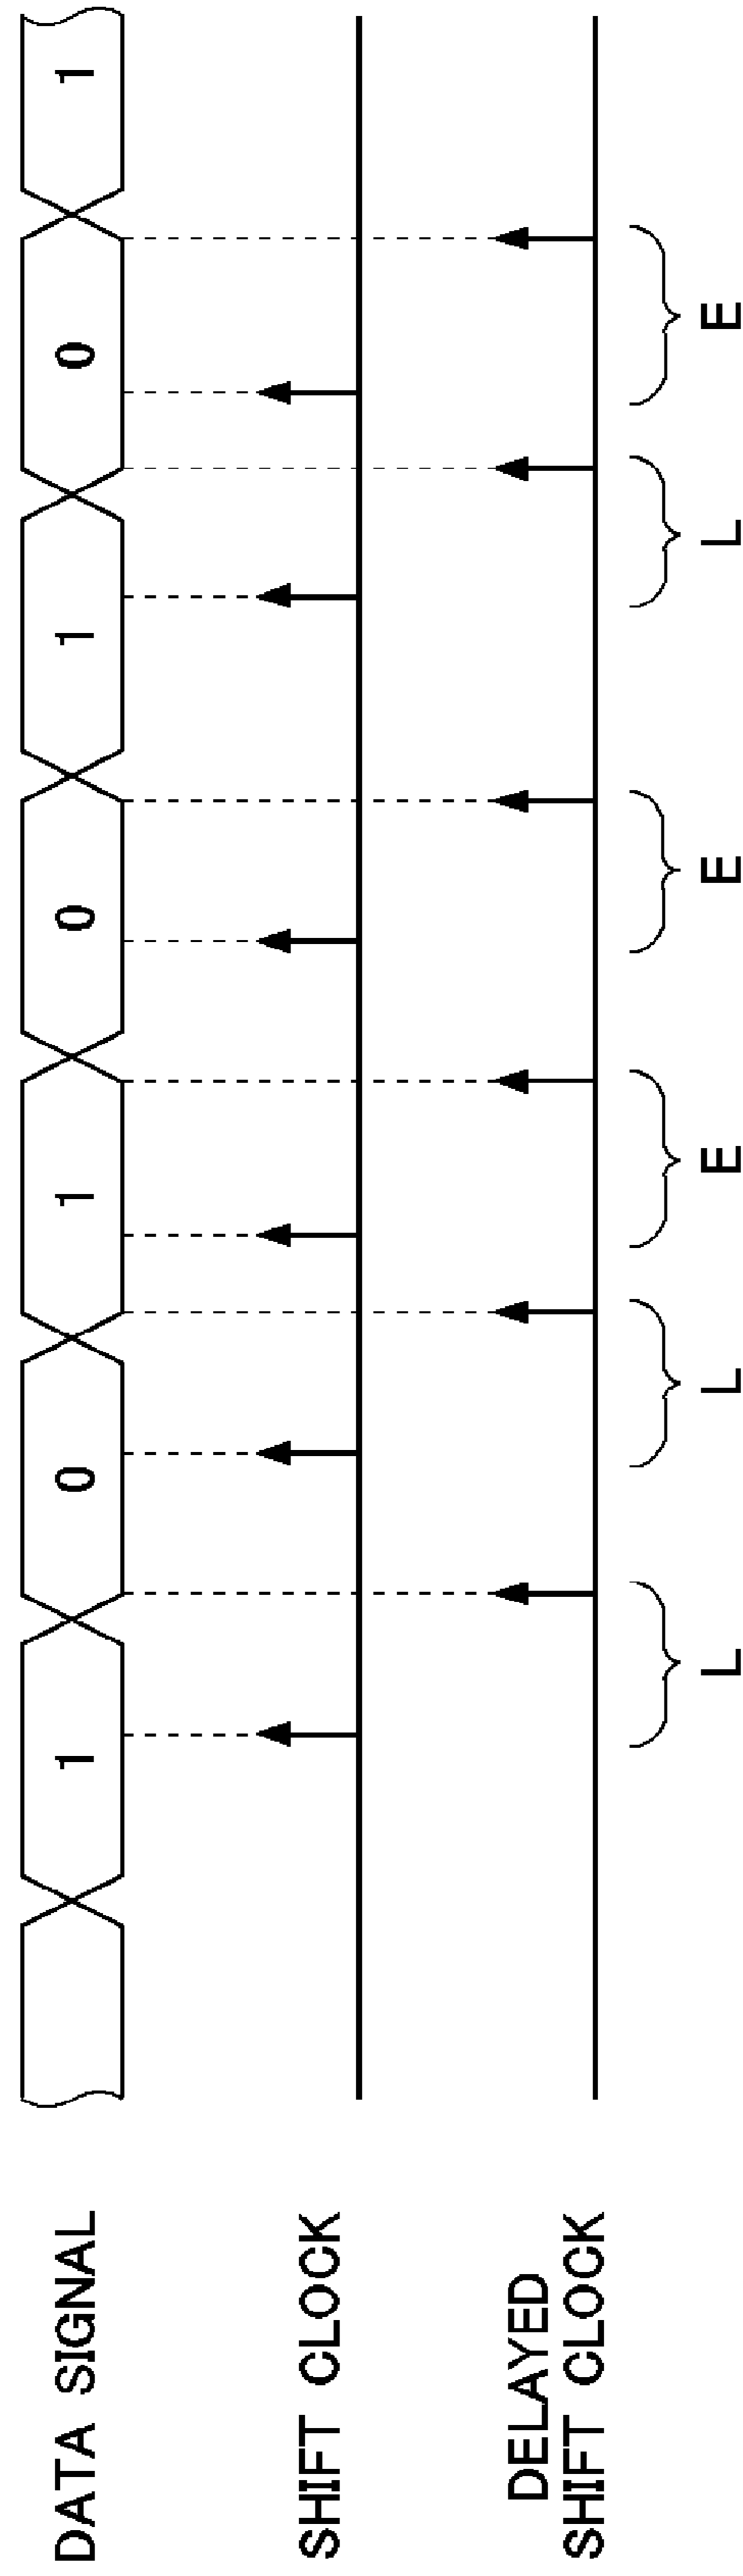 DATA SIGNAL
1 0 1 0 1 0 1
SHIFT CLOCK
DELAYED
SHIFT CLOCK
L L E E L E